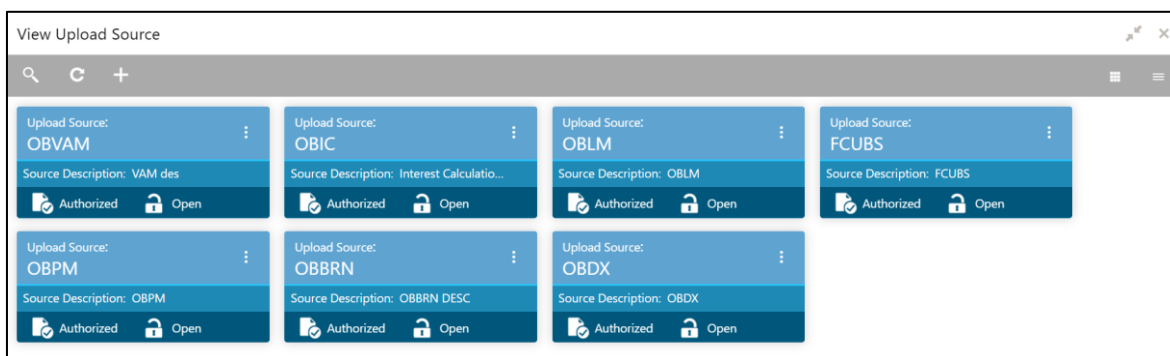 View Upload Source
Upload Source:
OBVAM
Source Description: VAM des
Authorized Open
Upload Source:
OBIC
Source Description: Interest Calculatio...
Authorized Open
Upload Source:
OBLM
Source Description: OBLM
Authorized Open
Upload Source:
FCUBS
Source Description: FCUBS
Authorized Open
Upload Source:
OBPM
Source Description: OBPM
Authorized Open
Upload Source:
OBBRN
Source Description: OBBRN DESC
Authorized Open
Upload Source:
OBDX
Source Description: OBDX
Authorized Open